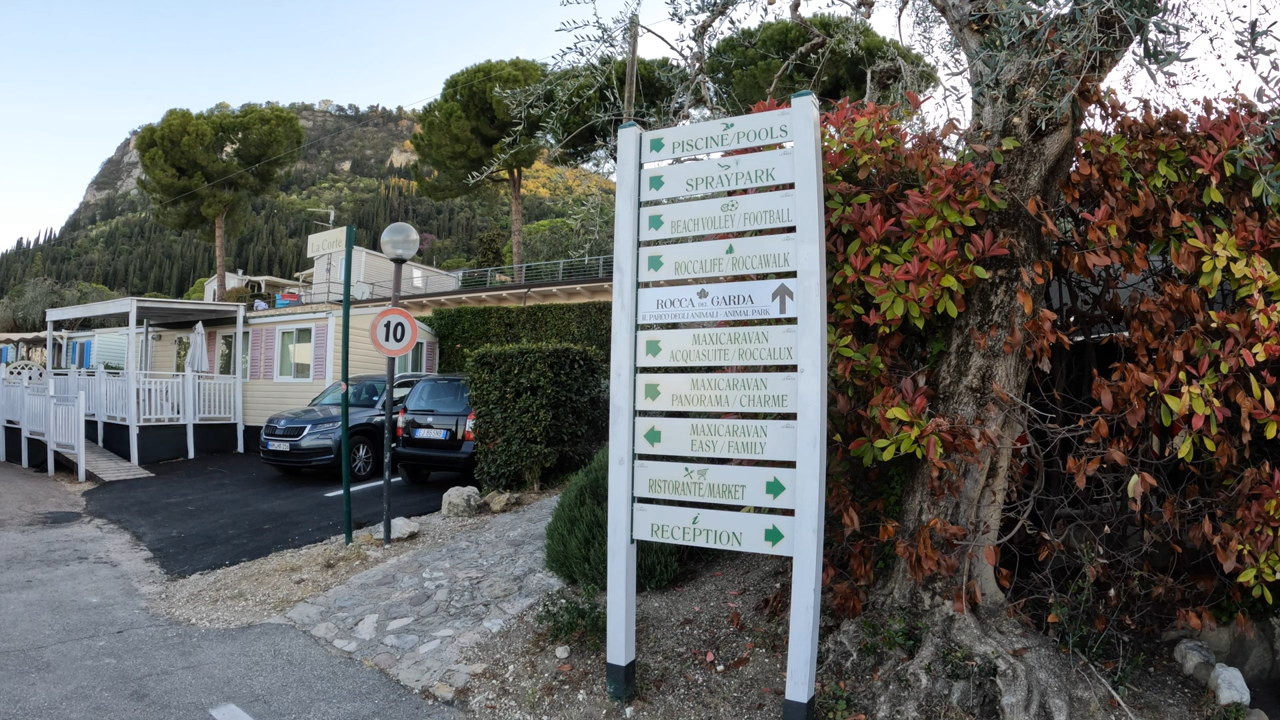 PISCINE/POOLS
SPRAYPARK
BEACH VOLLEY / FOOTBALL
ROCCALIFE / ROCCAWALK
ROCCA DEL GARDA
IL PARCO DEGLI ANIMALI - ANIMAL PARK
MAXICARAVAN
ACQUASUITE / ROCCALUX
MAXICARAVAN
PANORAMA / CHARME
MAXICARAVAN
EASY / FAMILY
RISTORANTE/MARKET
i
RECEPTION
La Corte
10